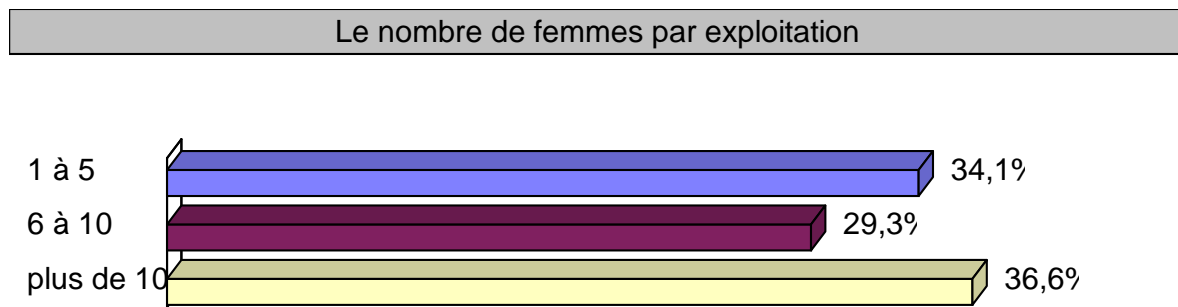 Le nombre de femmes par exploitation
1 à 5 34,1%
6 à 10 29,3%
plus de 10 36,6%